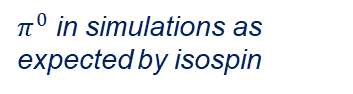 π⁰ in simulations as
expected by isospin